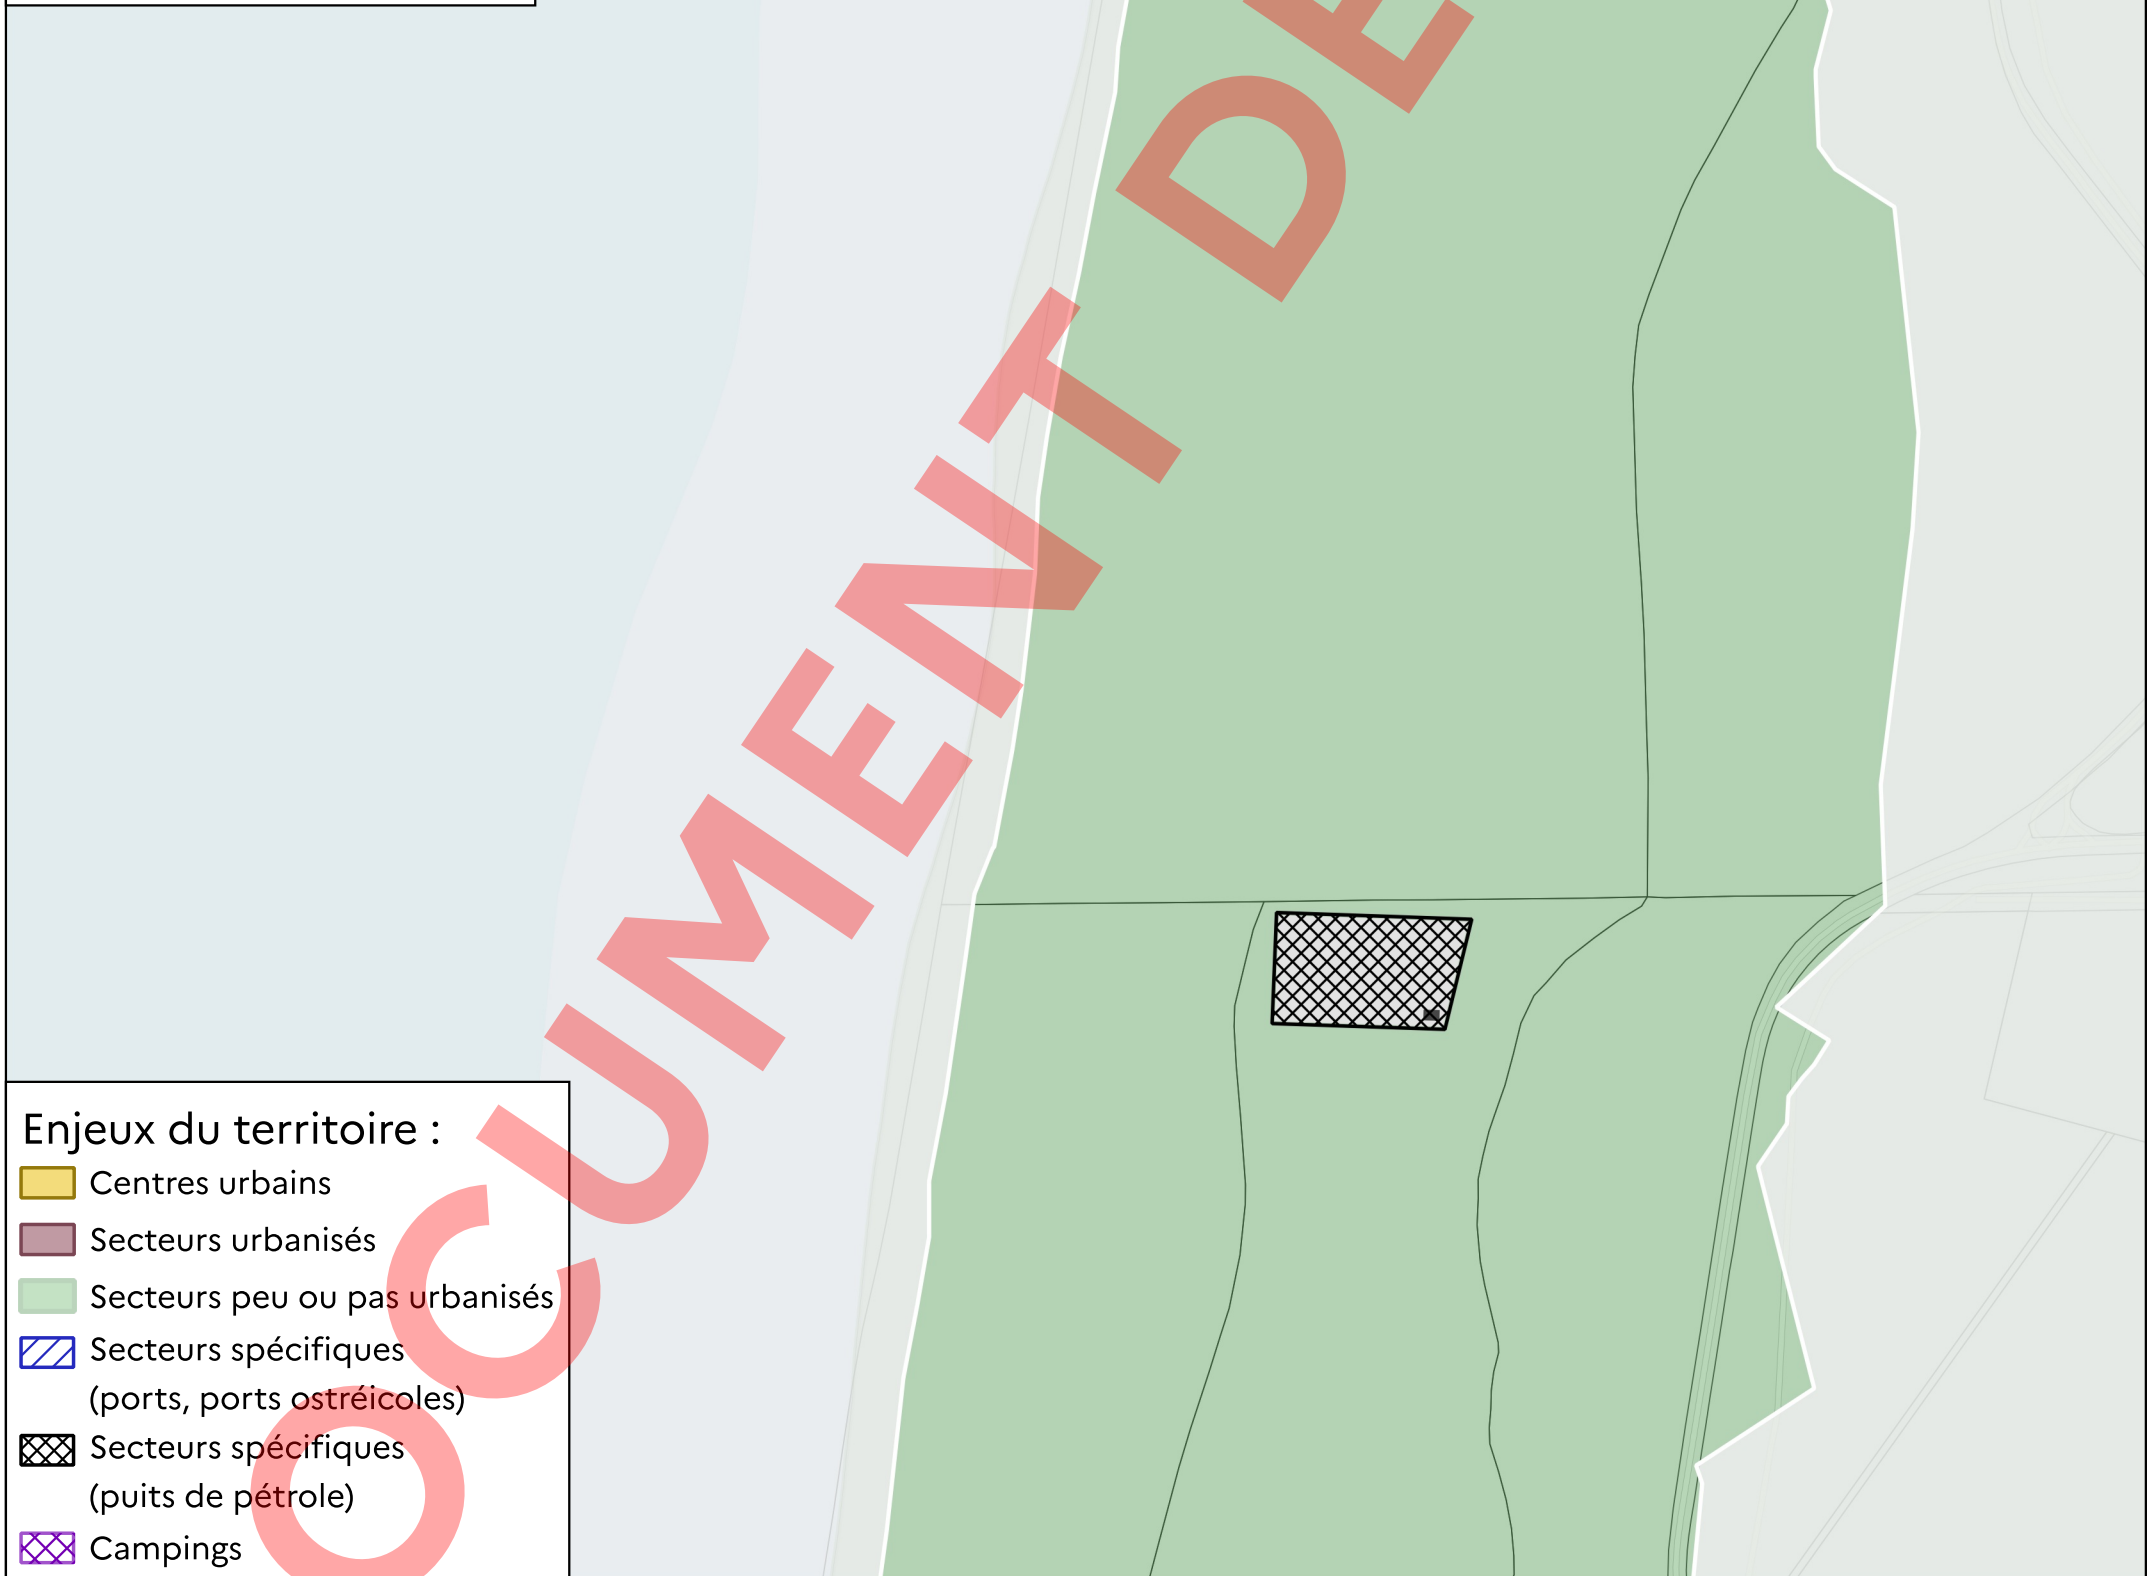 OCUMENT DE
Enjeux du territoire :
Centres urbains
Secteurs urbanisés
Secteurs peu ou pas urbanisés
Secteurs spécifiques
(ports, ports ostréicoles)
Secteurs spécifiques
(puits de pétrole)
Campings